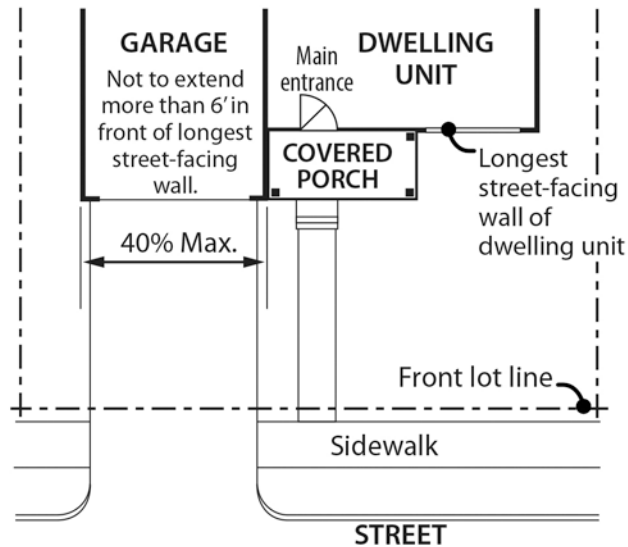 GARAGE
Not to extend
more than 6’ in
front of longest
street-facing
wall.
Main
entrance
DWELLING
UNIT
COVERED
PORCH
Longest
street-facing
wall of
dwelling unit
40% Max.
Front lot line
Sidewalk
STREET